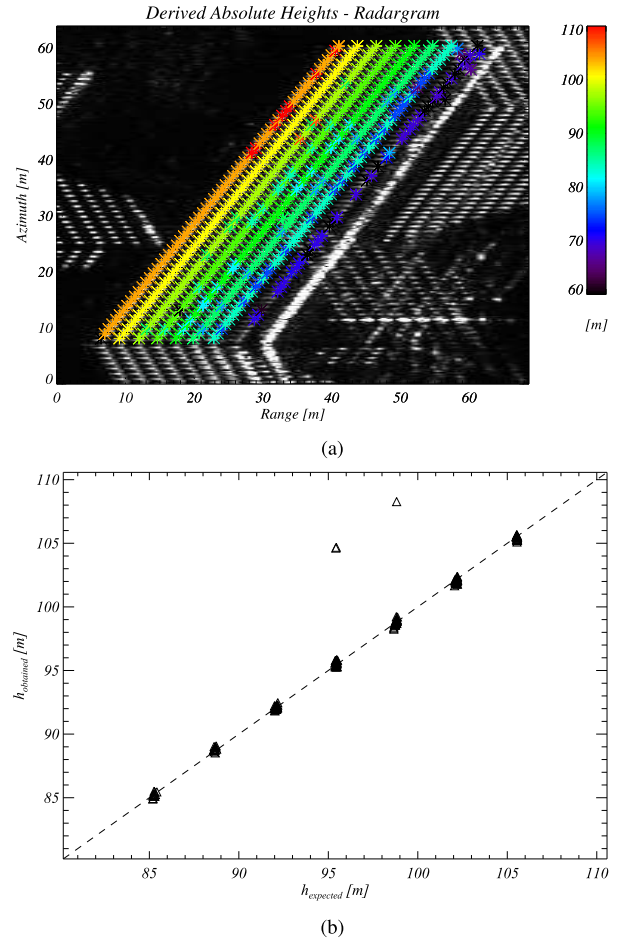 Derived Absolute Heights - Radargram
60
50
40
30
20
10
0
Azimuth [m]
0 10 20 30 40 50 60
Range [m]
110
100
90
80
70
60
[m]
(a)
110
105
100
95
90
85
h_obtained [m]
85 90 95 100 105 110
h_expected [m]
(b)